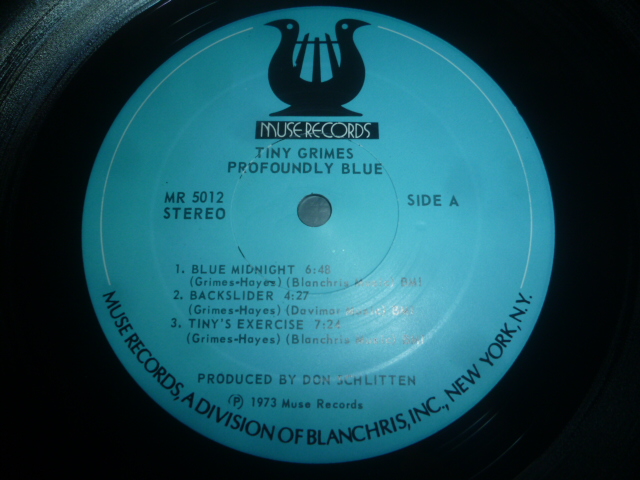 MUSE RECORDS
TINY GRIMES
PROFOUNDLY BLUE
MR 5012
STEREO
SIDE A
1. BLUE MIDNIGHT 6:48
(Grimes-Hayes) (Blanchris
2. BACKSLIDER 4:27
(Grimes-Hayes) (Davimar
3. TINY'S EXERCISE 7:24
(Grimes-Hayes) (Blanchris
PRODUCED BY DON SCHLITTEN
Ⓟ 1973 Muse Records
MUSE RECORDS, A DIVISION OF BLANCHRIS, INC., NEW YORK, N.Y.